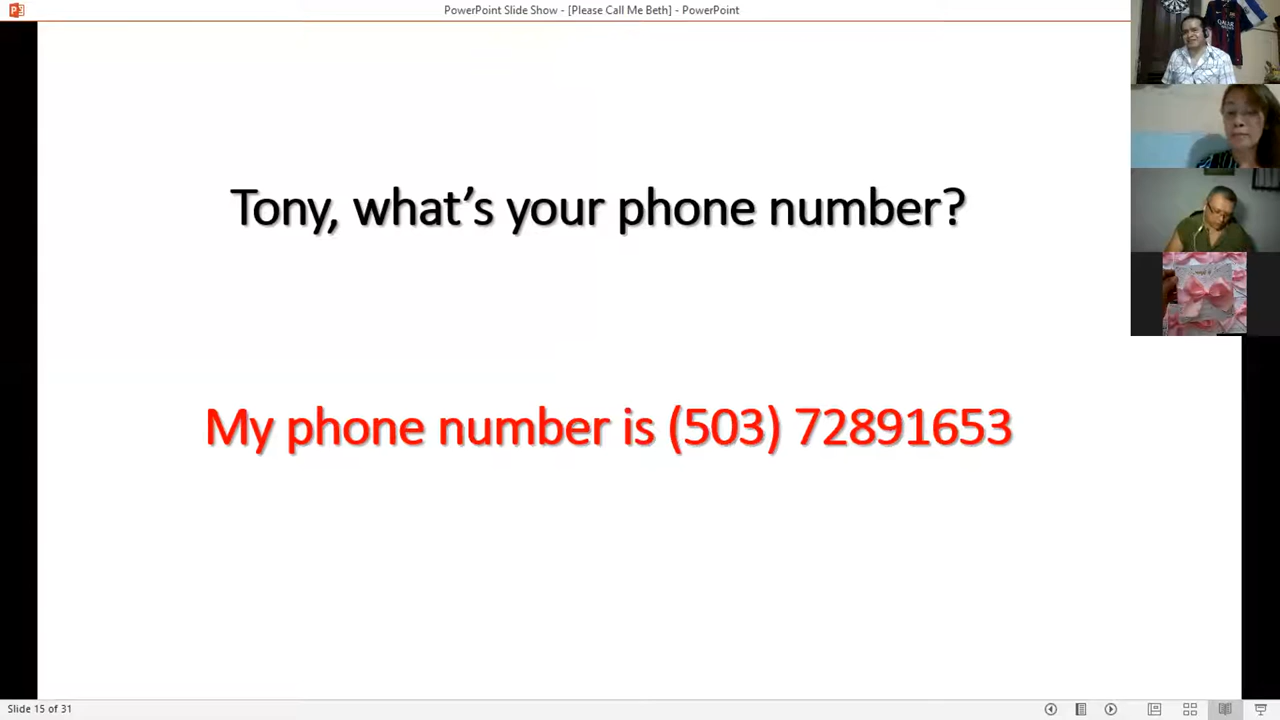 PowerPoint Slide Show - [Please Call Me Beth] - PowerPoint
Tony, what's your phone number?
My phone number is (503) 72891653
Slide 15 of 31